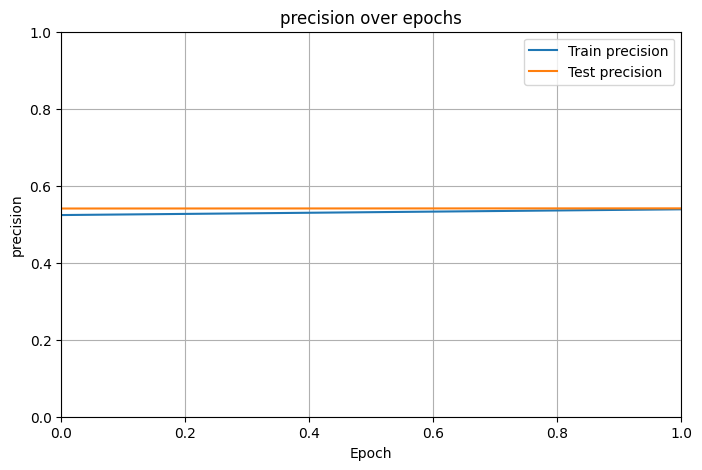 precision over epochs
Train precision
Test precision
precision
1.0
0.8
0.6
0.4
0.2
0.0
0.0 0.2 0.4 0.6 0.8 1.0
Epoch